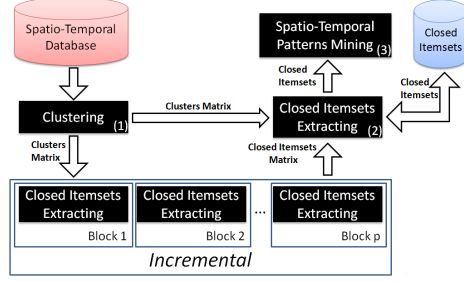 Spatio-Temporal
Database
Spatio-Temporal
Patterns Mining (3)
Closed
Itemsets
Closed
Itemsets
Closed
Itemsets
Clustering
(1)
Clusters Matrix
Closed Itemsets
Extracting (2)
Clusters
Matrix
Closed Itemsets
Matrix
Closed Itemsets
Extracting
Block 1
Closed Itemsets
Extracting
Block 2
...
Closed Itemsets
Extracting
Block p
Incremental